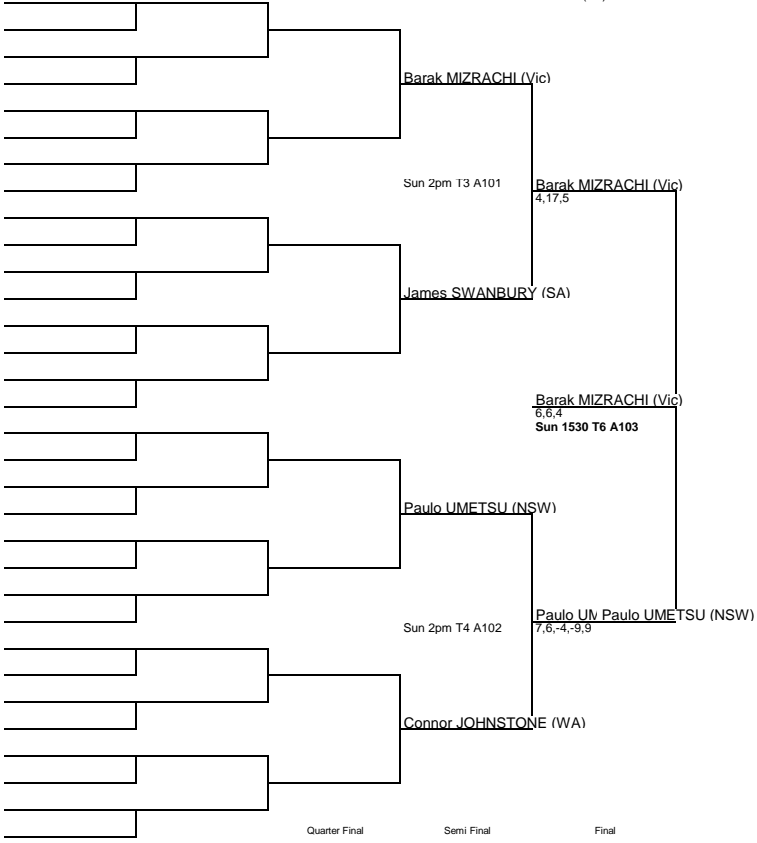 Barak MIZRACHI (Vic)
Sun 2pm T3 A101
Barak MIZRACHI (Vic)
4,17,5
James SWANBURY (SA)
Barak MIZRACHI (Vic)
6,6,4
Sun 1530 T6 A103
Paulo UMETSU (NSW)
Paulo UM Paulo UMETSU (NSW)
Sun 2pm T4 A102
7,6,-4,-9,9
Connor JOHNSTONE (WA)
Quarter Final
Semi Final
Final